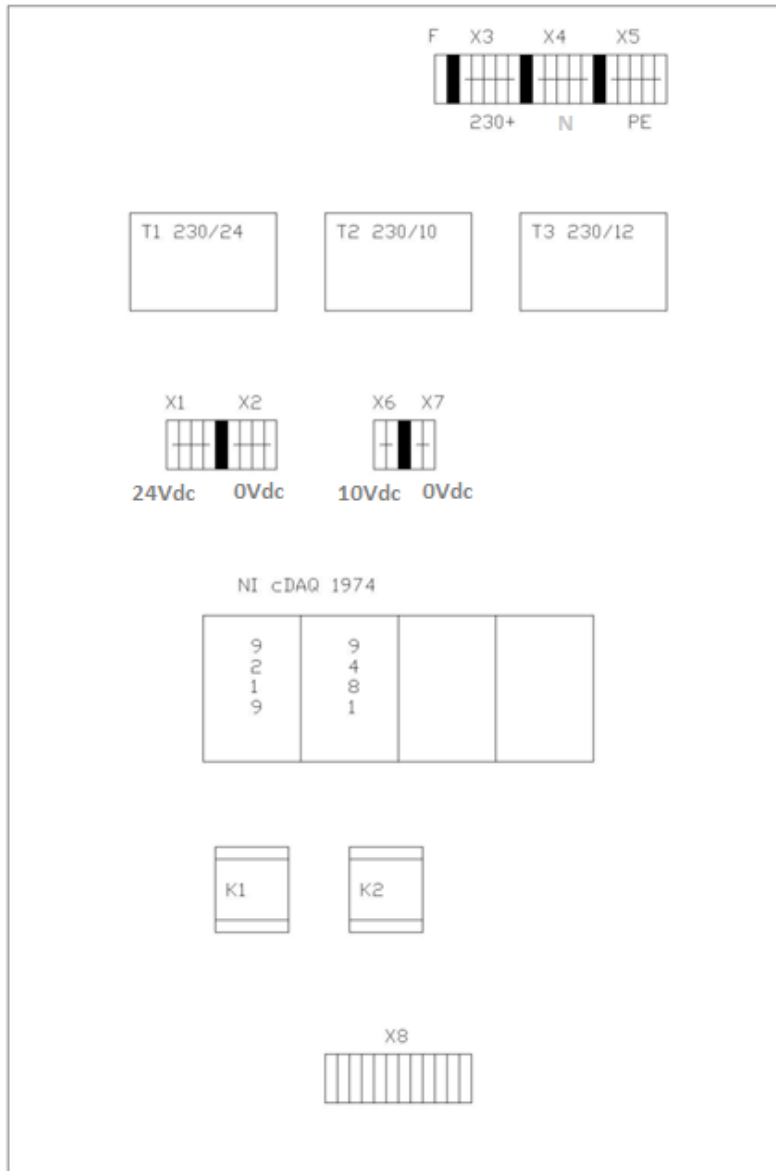 F X3 X4 X5
230+ N PE
T1 230/24 T2 230/10 T3 230/12
X1 X2 X6 X7
24Vdc 0Vdc 10Vdc 0Vdc
NI cDAQ 1974
9 9
2 4
1 8
9 1
K1 K2
X8